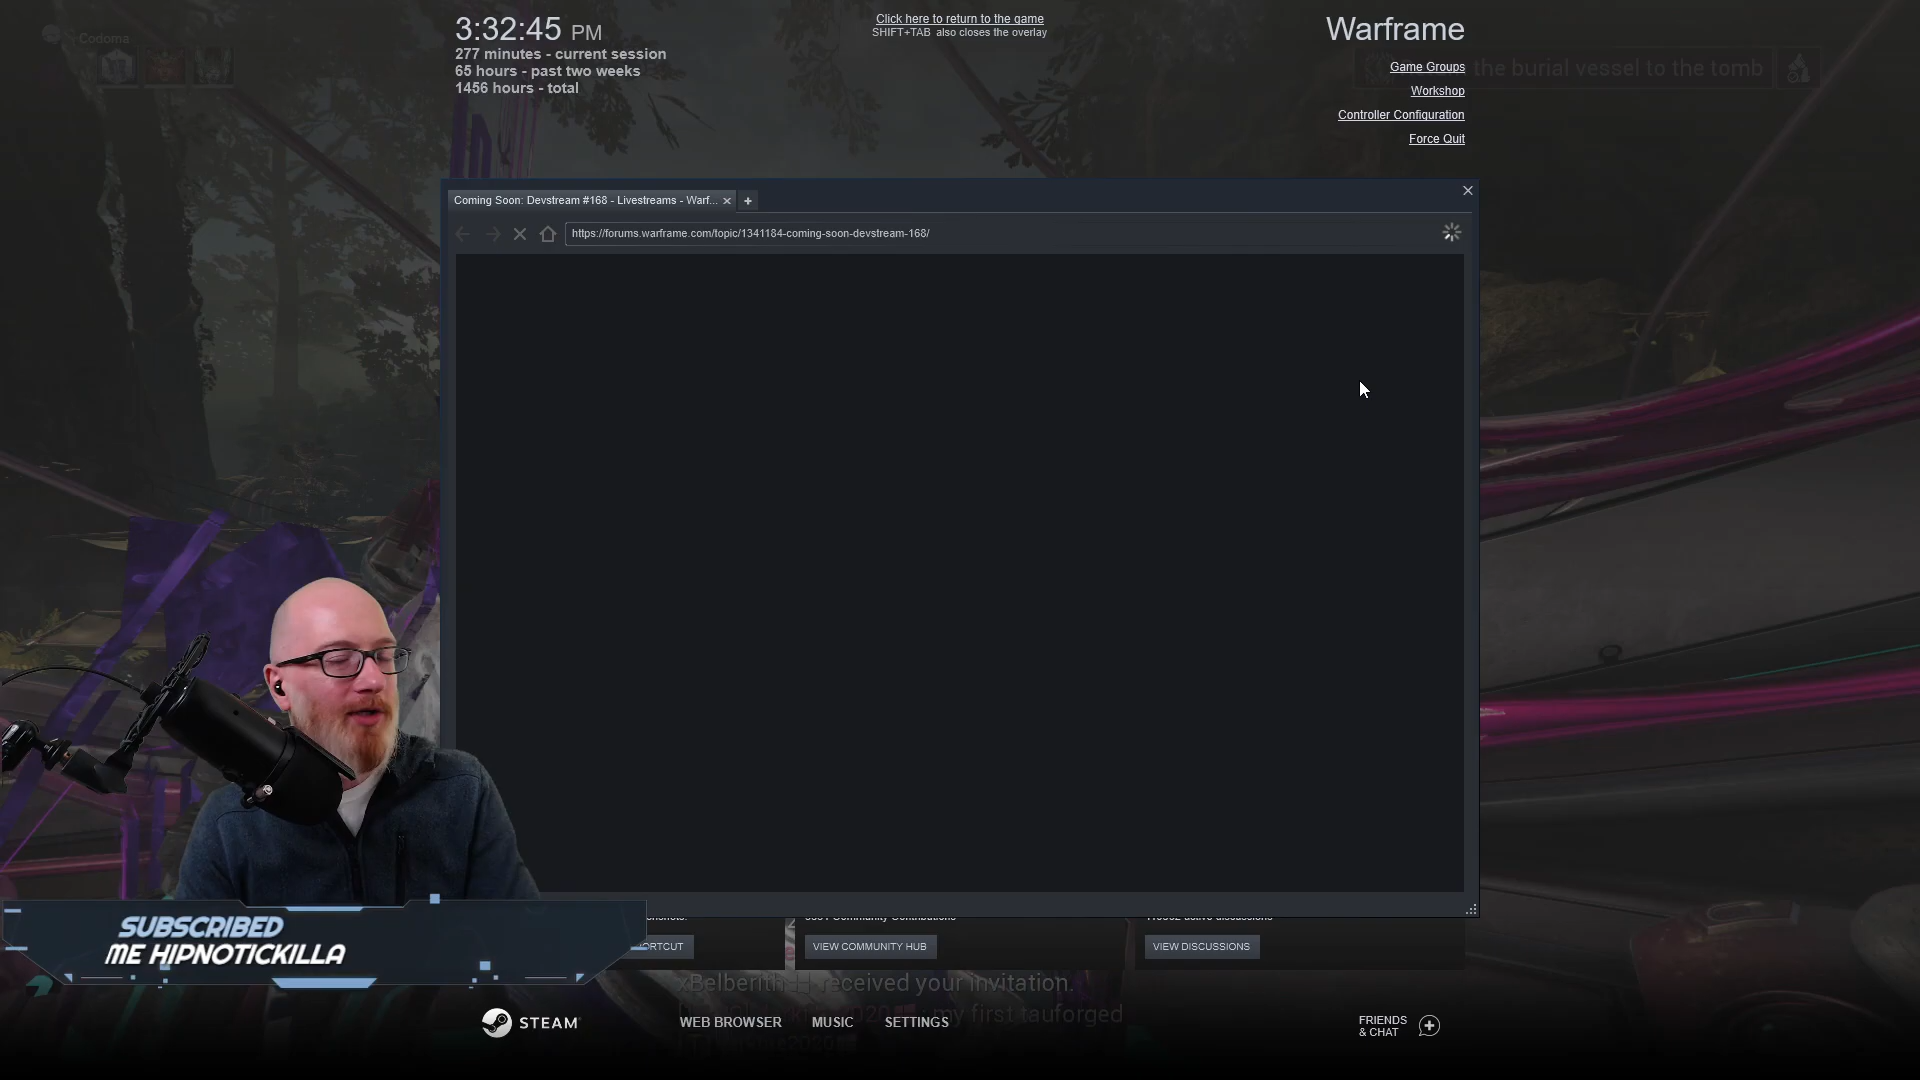 Codoma
3:32:45 PM
277 minutes - current session
65 hours - past two weeks
1456 hours - total
Click here to return to the game
SHIFT+TAB also closes the overlay
Warframe
Game Groups
Workshop
Controller Configuration
Force Quit
the burial vessel to the tomb
Coming Soon: Devstream #168 - Livestreams - Warf...
https://forums.warframe.com/topic/1341184-coming-soon-devstream-168/
SUBSCRIBED
ME HIPNOTICKILLA
VIEW COMMUNITY HUB
VIEW DISCUSSIONS
received your invitation.
my first tauforged
STEAM
WEB BROWSER
MUSIC
SETTINGS
FRIENDS
& CHAT